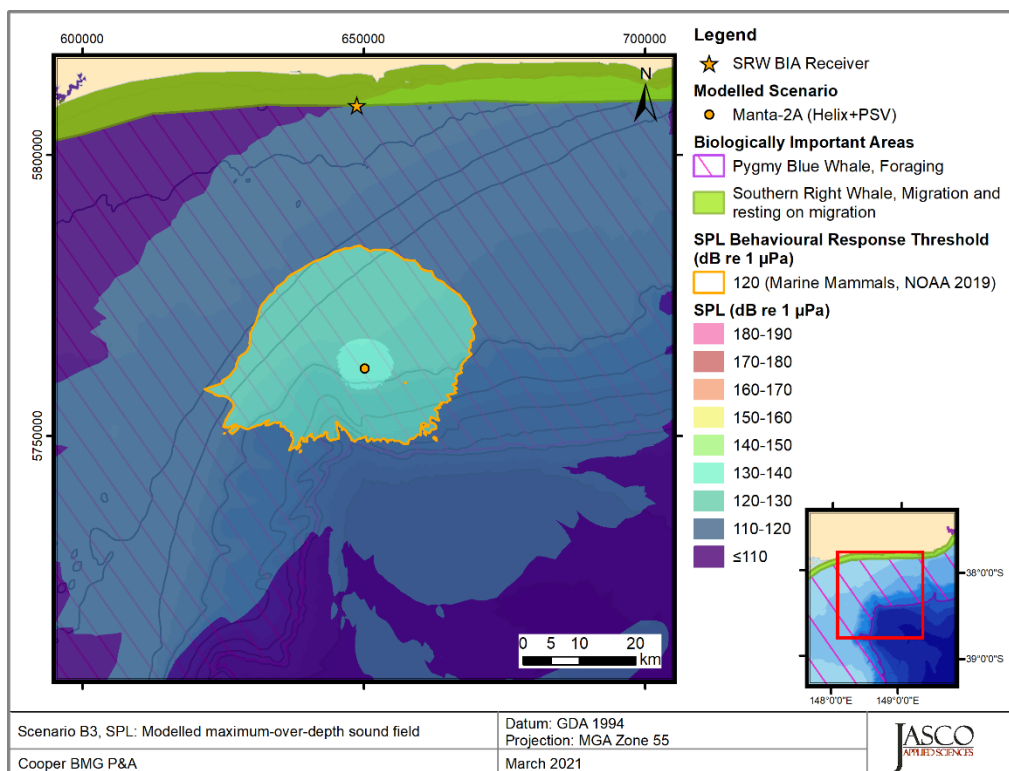 600000
650000
700000
5800000
5750000
N
0 5 10 20
km
Legend
SRW BIA Receiver
Modelled Scenario
Manta-2A (Helix+PSV)
Biologically Important Areas
Pygmy Blue Whale, Foraging
Southern Right Whale, Migration and
resting on migration
SPL Behavioural Response Threshold
(dB re 1 µPa)
120 (Marine Mammals, NOAA 2019)
SPL (dB re 1 µPa)
180-190
170-180
160-170
150-160
140-150
130-140
120-130
110-120
≤110
38°0'0"S
39°0'0"S
148°0'0"E
149°0'0"E
Scenario B3, SPL: Modelled maximum-over-depth sound field
Cooper BMG P&A
Datum: GDA 1994
Projection: MGA Zone 55
March 2021
JASCO
APPLIED SCIENCES